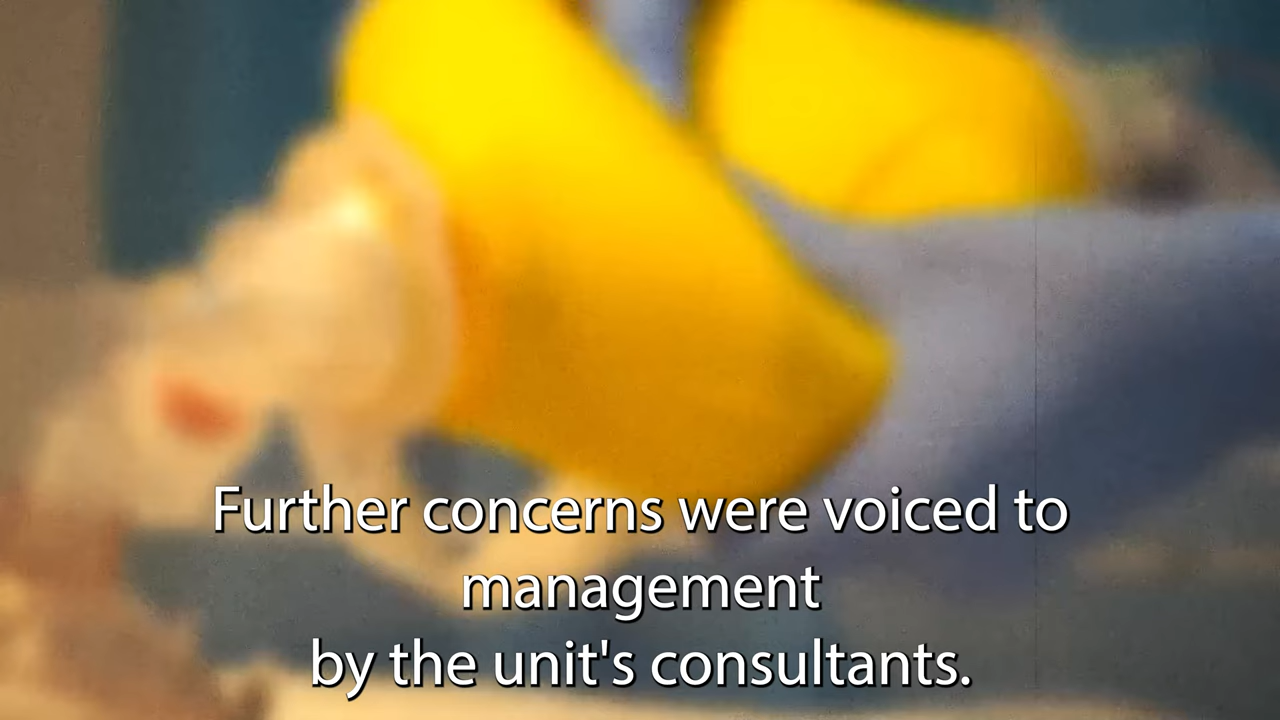 Further concerns were voiced to
management
by the unit's consultants.